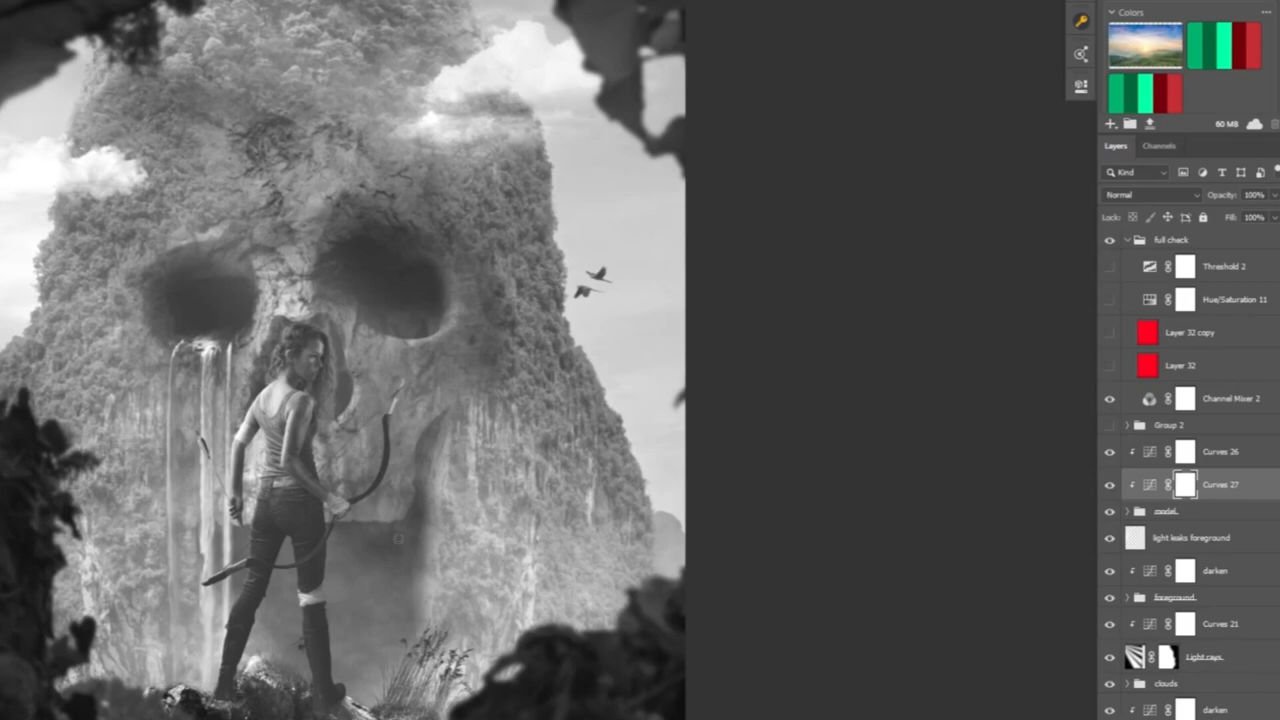 Colors
60 MB
Layers Channels
Kind
Normal Opacity: 100%
Lock: Fill: 100%
full check
Threshold 2
Hue/Saturation 11
Layer 32 copy
Layer 32
Channel Mixer 2
Group 2
Curves 26
Curves 27
model
light leaks foreground
darken
foreground
Curves 21
Light rays
clouds
darken